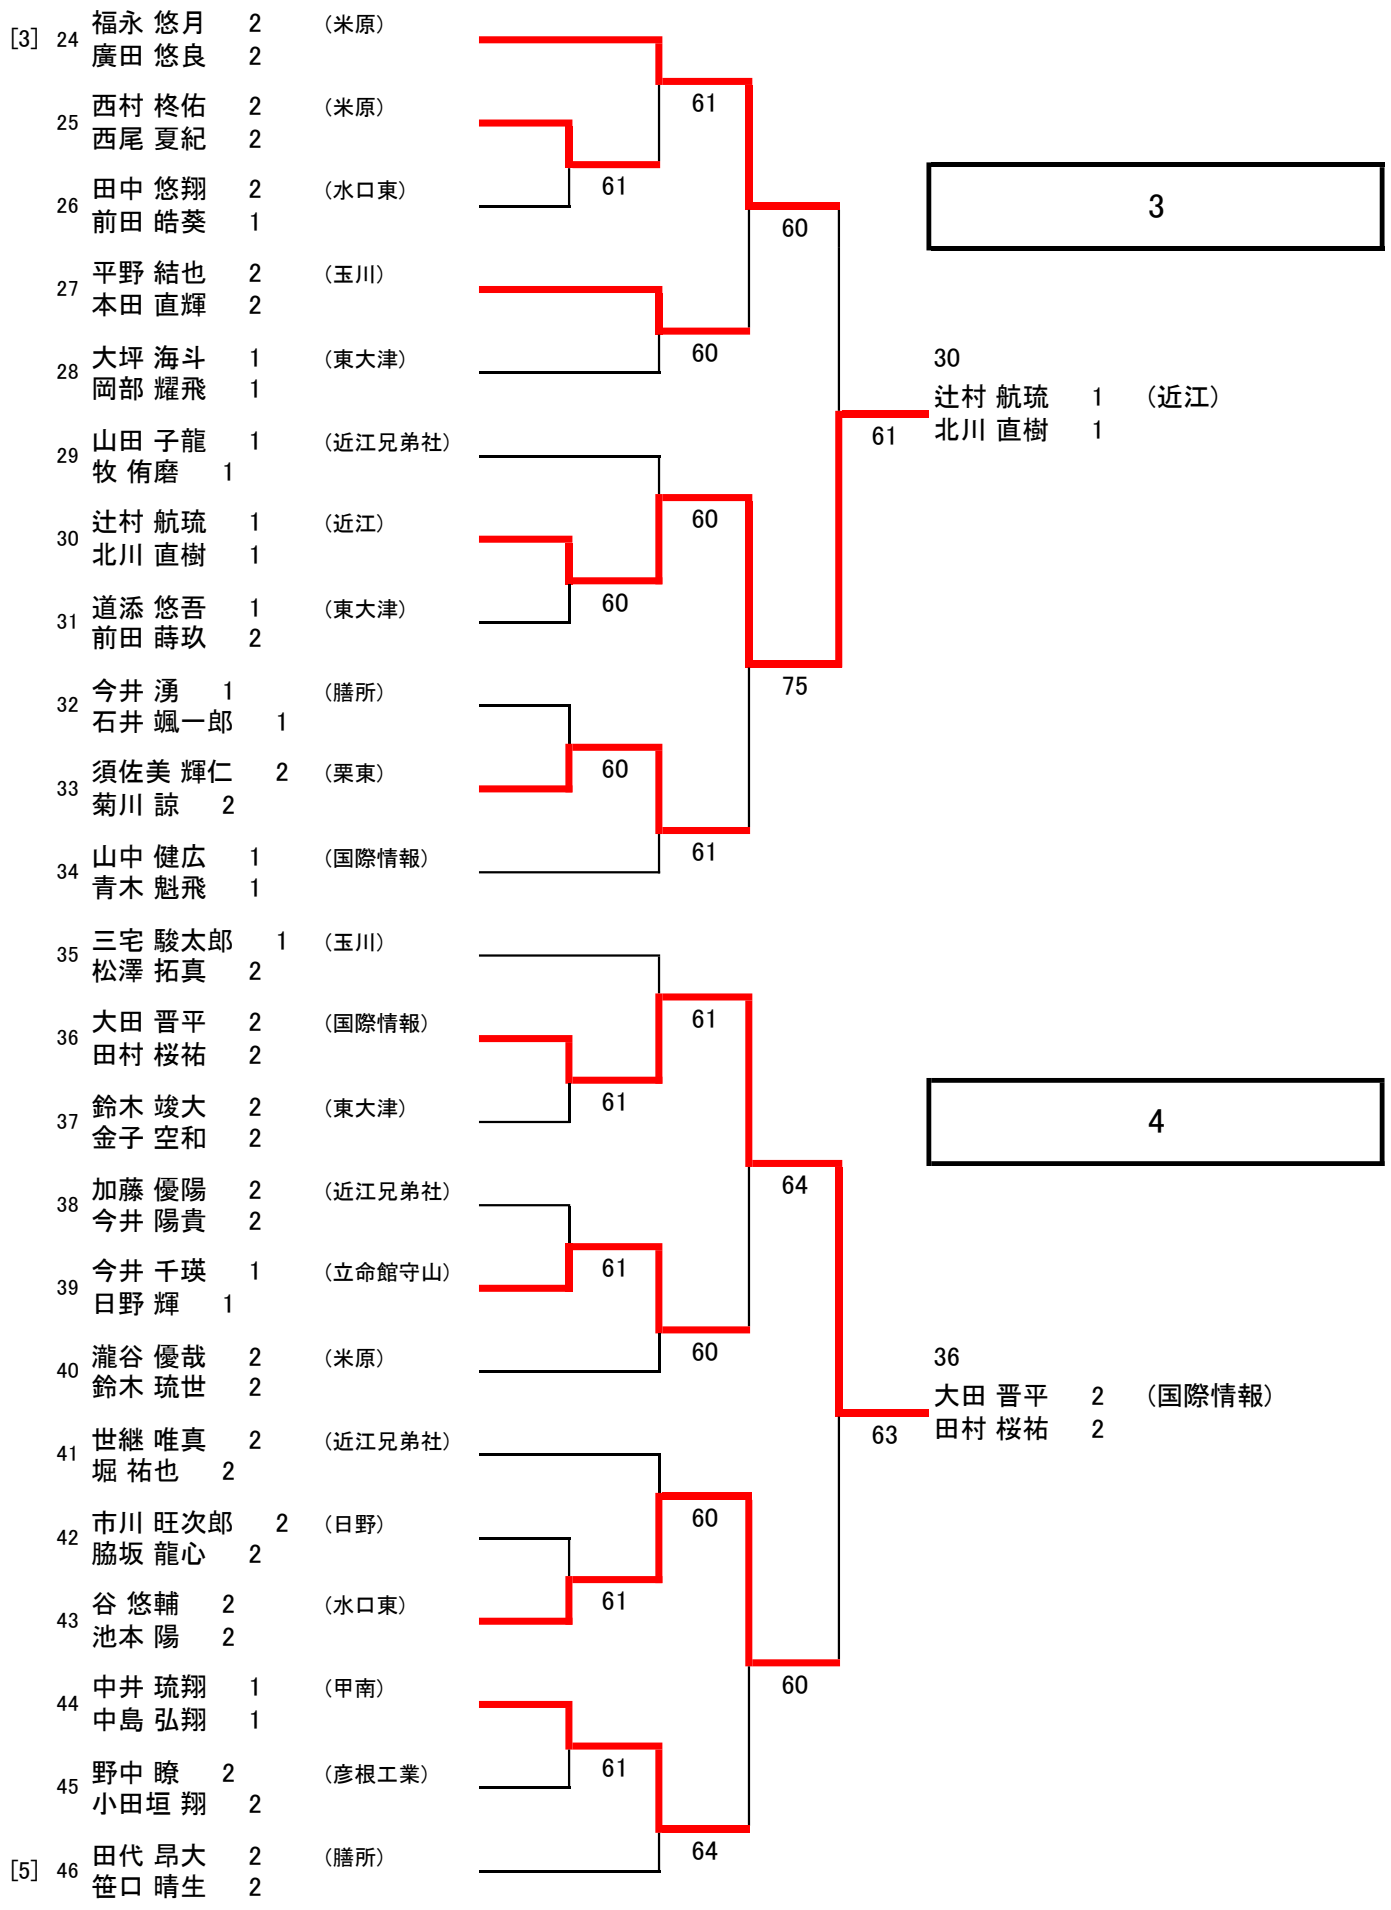 [3] 24 福永 悠月 2 (米原)
廣田 悠良 2
61
25 西村 柊佑 2 (米原)
西尾 夏紀 2
61
26 田中 悠翔 2 (水口東)
前田 皓葵 1
3
60
27 平野 結也 2 (玉川)
本田 直輝 2
60
28 大坪 海斗 1 (東大津)
岡部 耀飛 1
30
辻村 航琉 1 (近江)
北川 直樹 1
61
29 山田 子龍 1 (近江兄弟社)
牧 侑磨 1
60
30 辻村 航琉 1 (近江)
北川 直樹 1
60
31 道添 悠吾 1 (東大津)
前田 蒔玖 2
75
32 今井 湧 1 (膳所)
石井 颯一郎 1
60
33 須佐美 輝仁 2 (栗東)
菊川 諒 2
61
34 山中 健広 1 (国際情報)
青木 魁飛 1
35 三宅 駿太郎 1 (玉川)
松澤 拓真 2
61
36 大田 晋平 2 (国際情報)
田村 桜祐 2
61
37 鈴木 竣大 2 (東大津)
金子 空和 2
4
64
38 加藤 優陽 2 (近江兄弟社)
今井 陽貴 2
61
39 今井 千瑛 1 (立命館守山)
日野 輝 1
60
40 瀧谷 優哉 2 (米原)
鈴木 琉世 2
36
大田 晋平 2 (国際情報)
田村 桜祐 2
63
41 世継 唯真 2 (近江兄弟社)
堀 祐也 2
60
42 市川 旺次郎 2 (日野)
脇坂 龍心 2
61
43 谷 悠輔 2 (水口東)
池本 陽 2
60
44 中井 琉翔 1 (甲南)
中島 弘翔 1
61
45 野中 瞭 2 (彦根工業)
小田垣 翔 2
64
[5] 46 田代 昂大 2 (膳所)
笹口 晴生 2